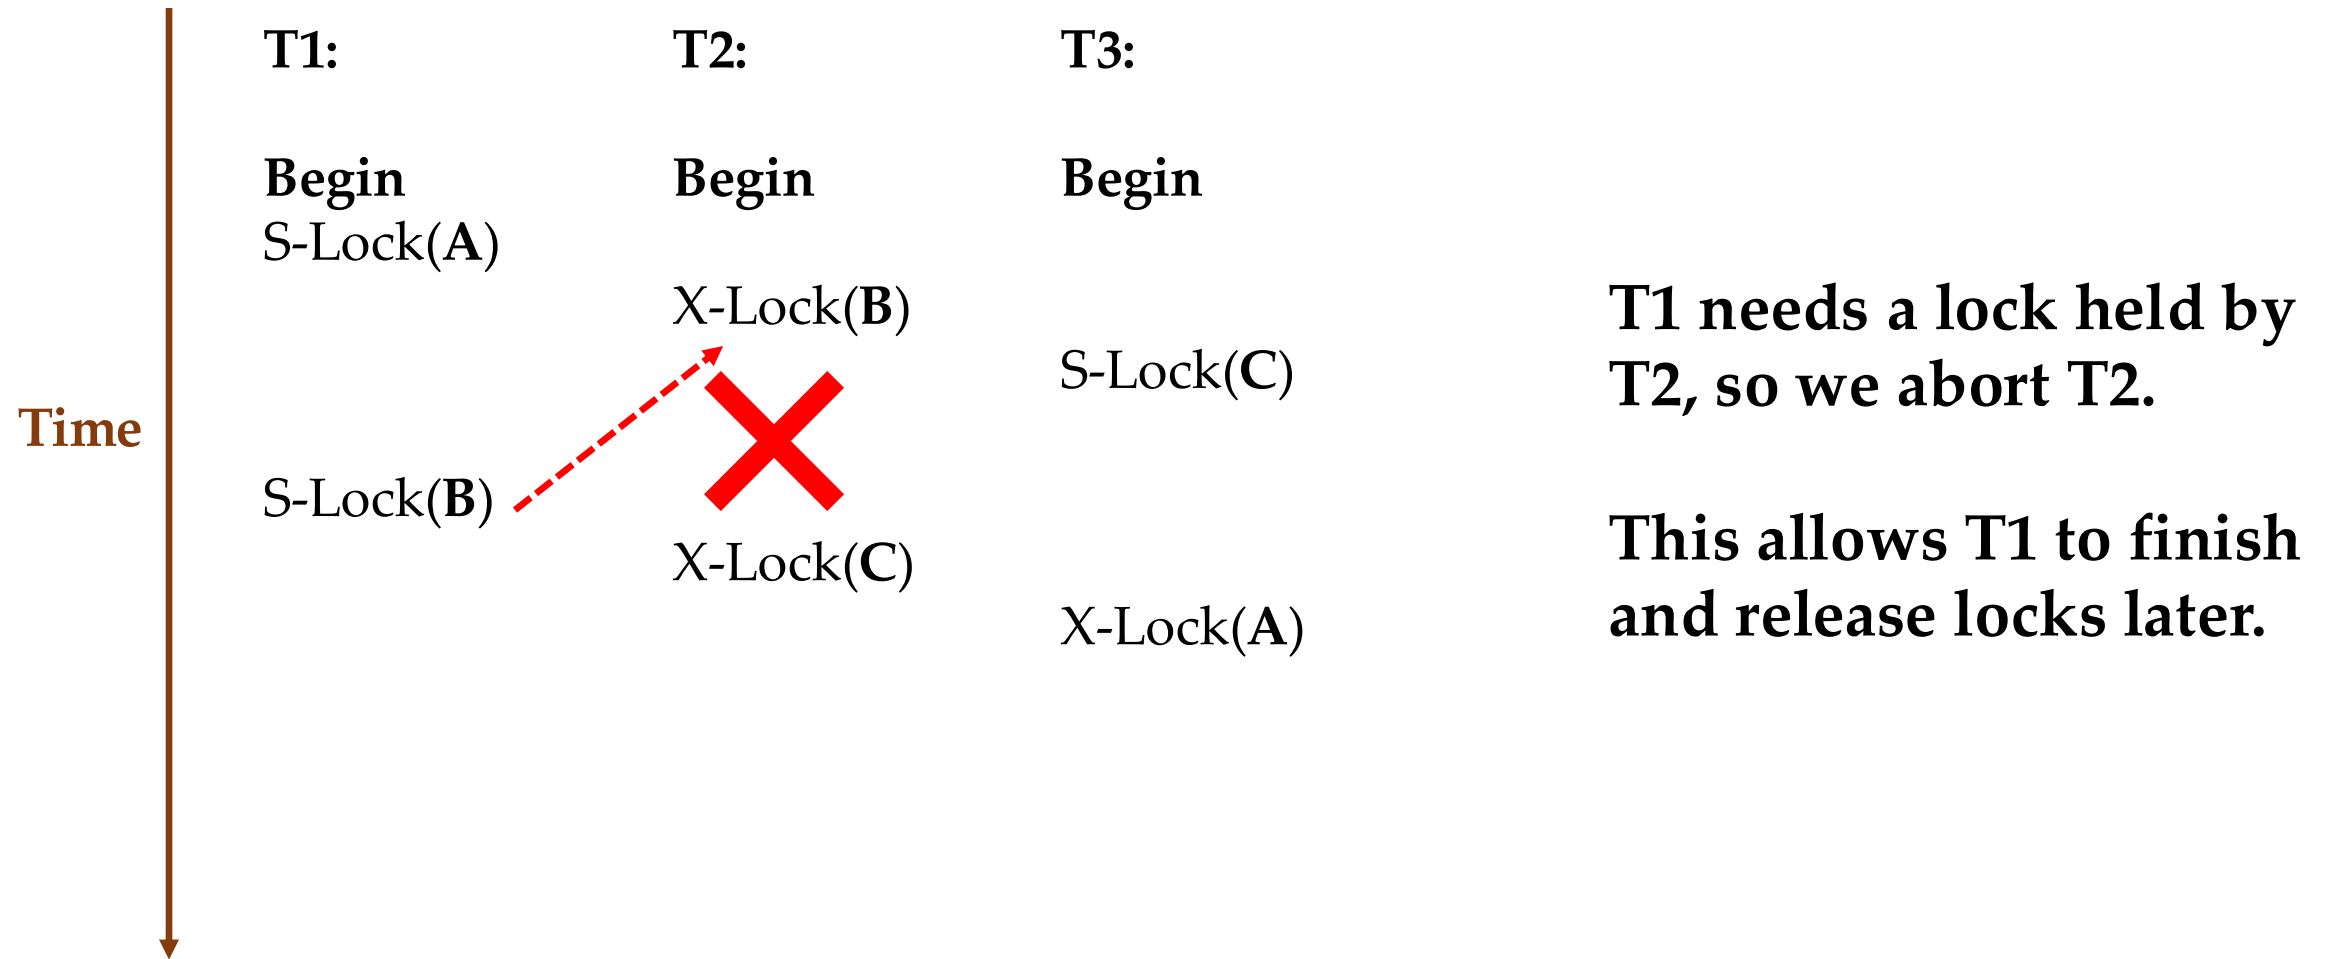 T1: T2: T3:
Begin Begin Begin
S-Lock(A)
X-Lock(B)
S-Lock(C)
Time
S-Lock(B)
X-Lock(C)
X-Lock(A)
T1 needs a lock held by
T2, so we abort T2.
This allows T1 to finish
and release locks later.